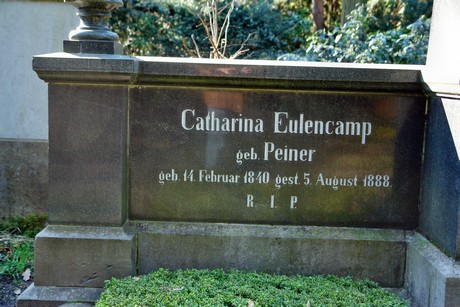 Catharina Eulencamp
geb. Peiner
geb. 14. Februar 1840 gest. 5. August 1888.
R. I. P.